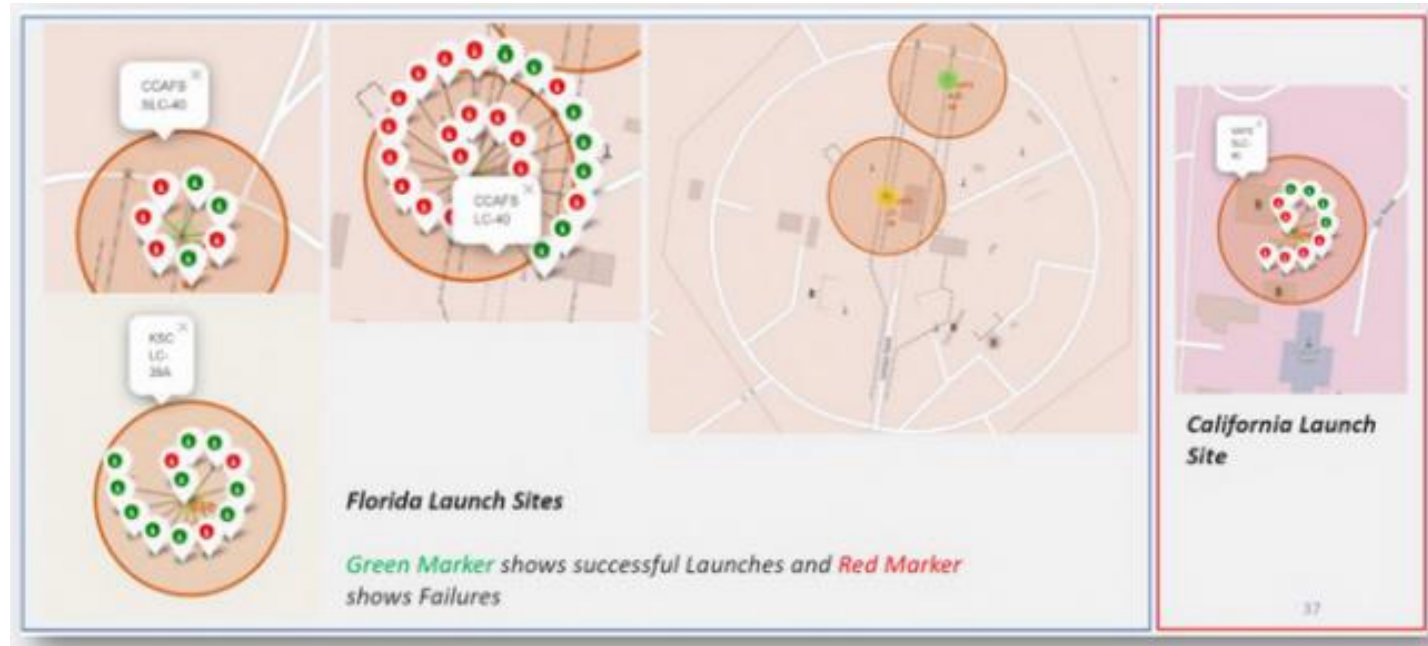 CCAFS
SLC-40
CCAFS
LC-40
KSC
LC-
39A
Florida Launch Sites
Green Marker shows successful Launches and Red Marker
shows Failures
SLC-
California Launch
Site
37